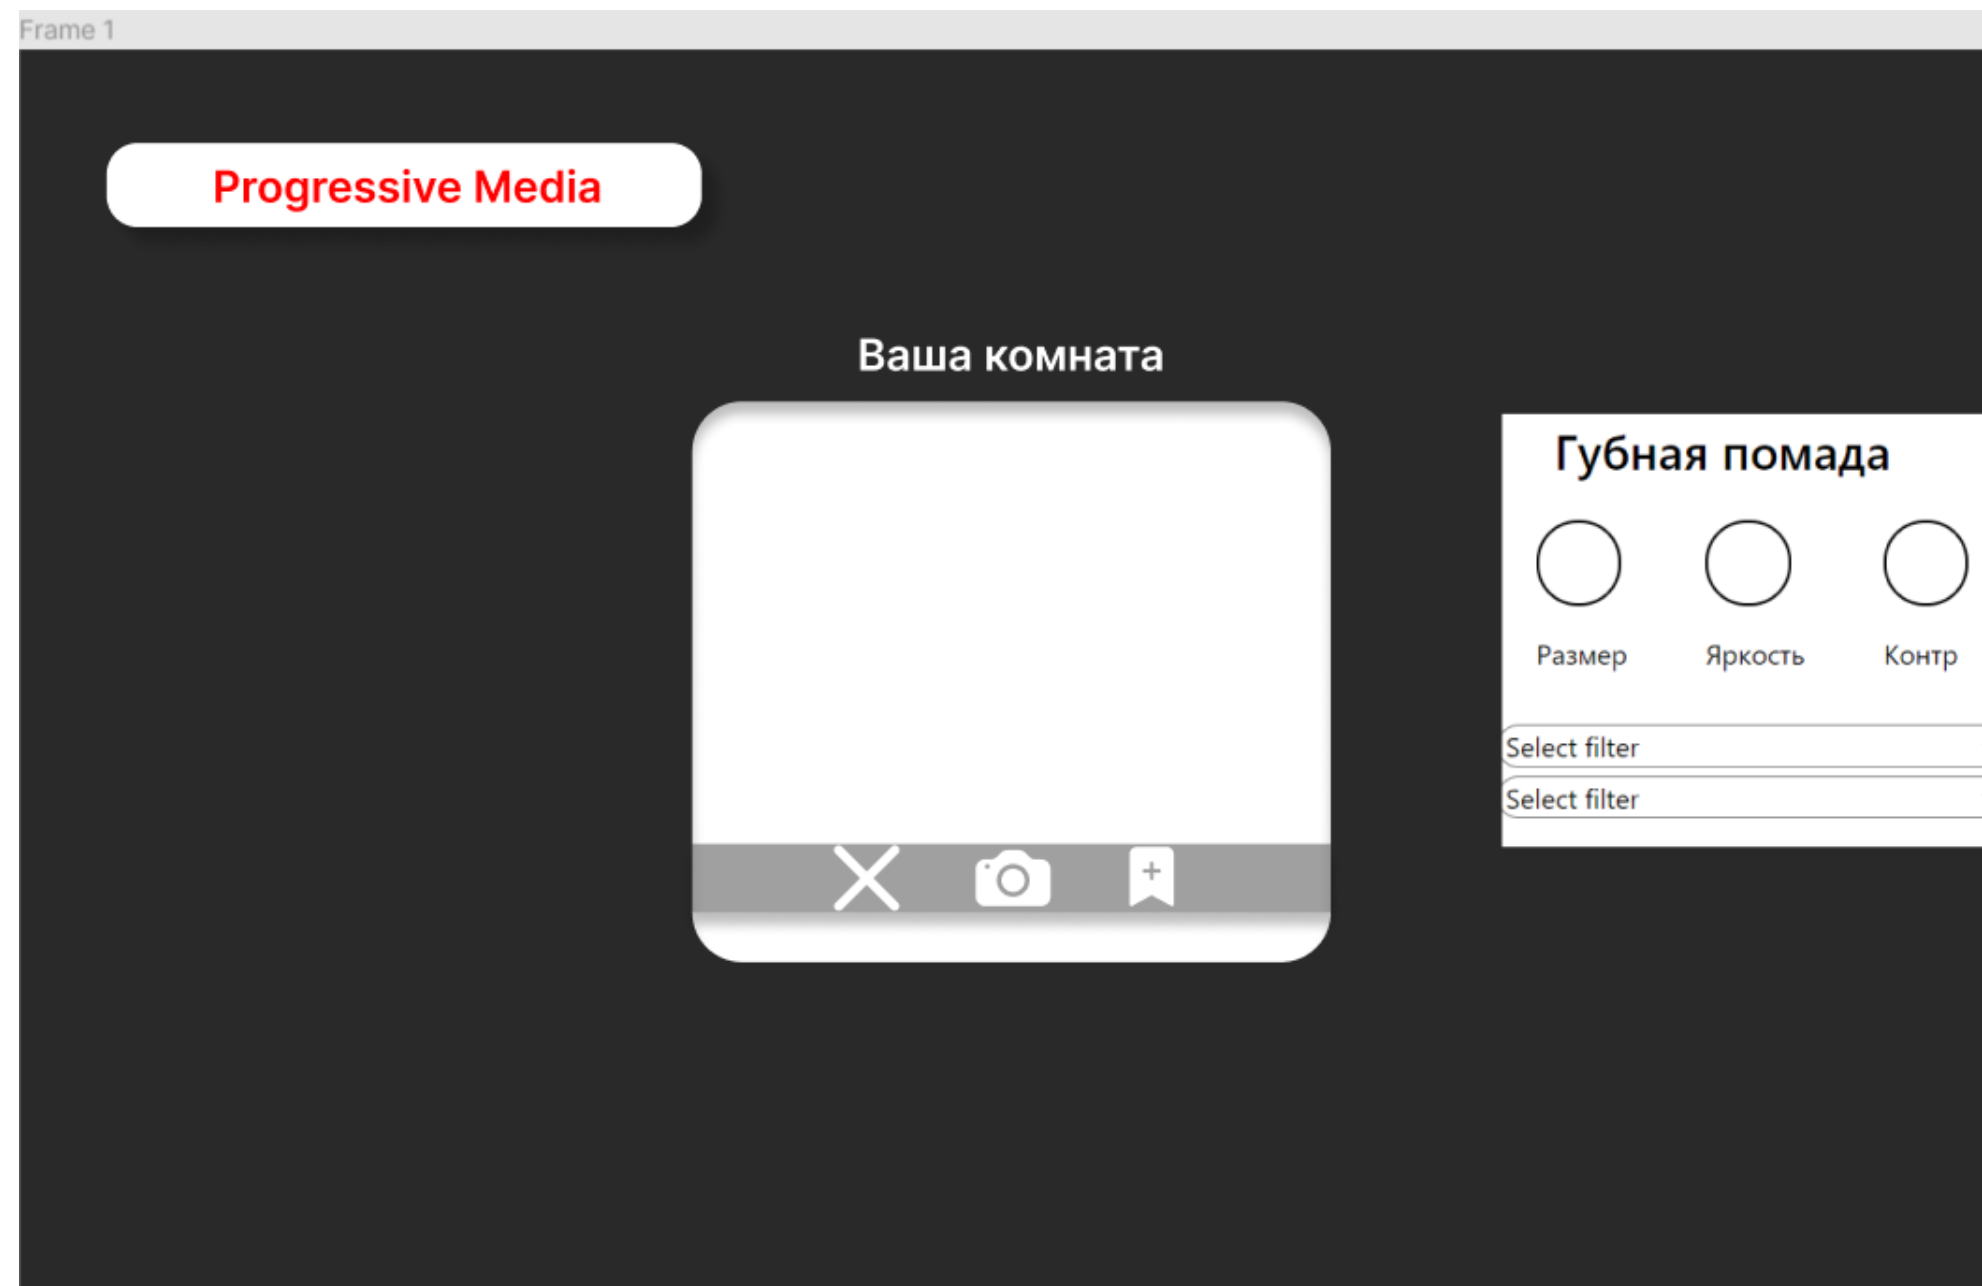 Frame 1
Progressive Media
Ваша комната
Губная помада
Размер
Яркость
Контр
Select filter
Select filter